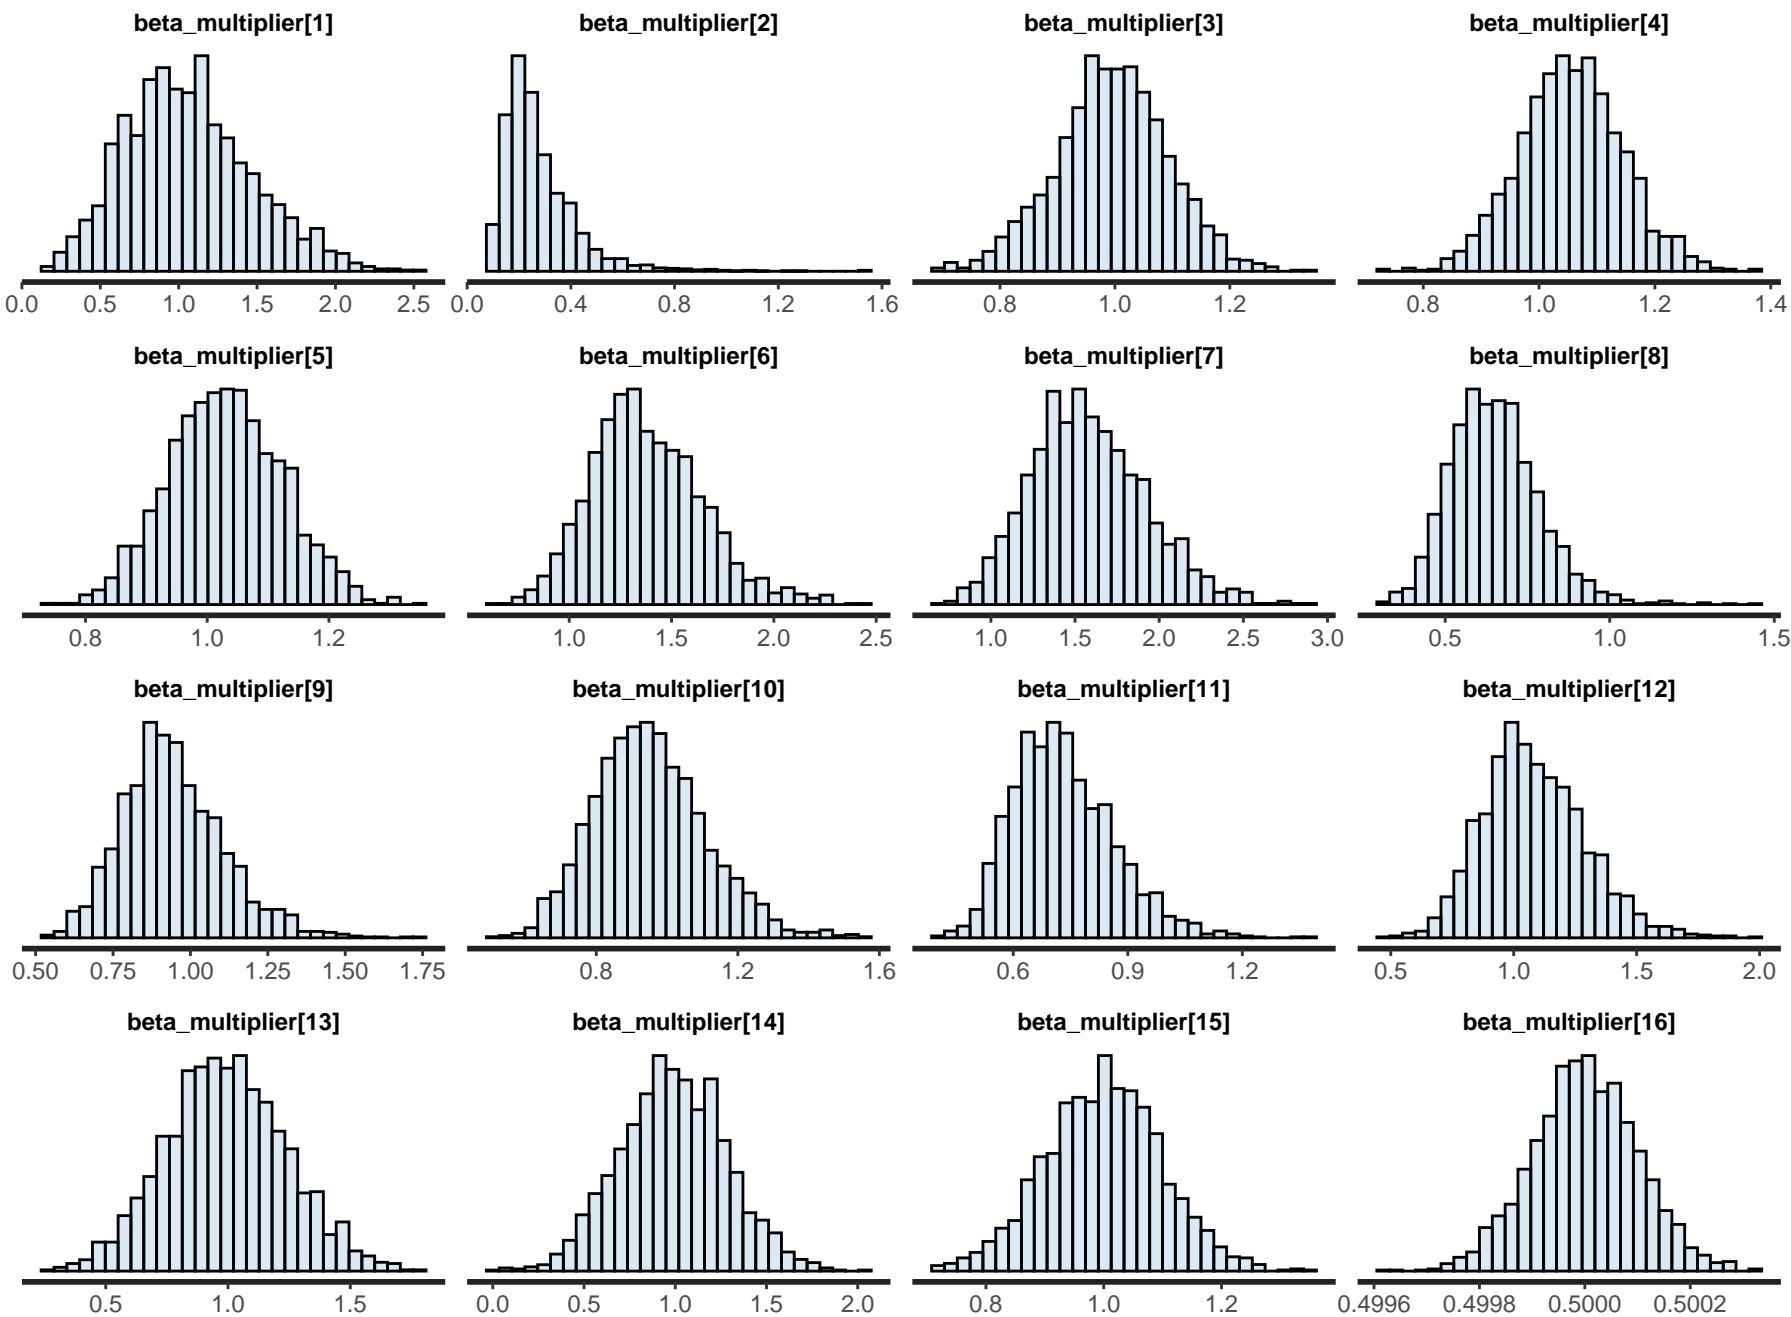 beta_multiplier[1] beta_multiplier[2] beta_multiplier[3] beta_multiplier[4]
0.0 0.5 1.0 1.5 2.0 2.5 0.0 0.4 0.8 1.2 1.6 0.8 1.0 1.2 0.8 1.0 1.2 1.4
beta_multiplier[5] beta_multiplier[6] beta_multiplier[7] beta_multiplier[8]
0.8 1.0 1.2 1.0 1.5 2.0 2.5 1.0 1.5 2.0 2.5 3.0 0.5 1.0 1.5
beta_multiplier[9] beta_multiplier[10] beta_multiplier[11] beta_multiplier[12]
0.50 0.75 1.00 1.25 1.50 1.75 0.8 1.2 1.6 0.6 0.9 1.2 0.5 1.0 1.5 2.0
beta_multiplier[13] beta_multiplier[14] beta_multiplier[15] beta_multiplier[16]
0.5 1.0 1.5 0.0 0.5 1.0 1.5 2.0 0.8 1.0 1.2 0.4996 0.4998 0.5000 0.5002